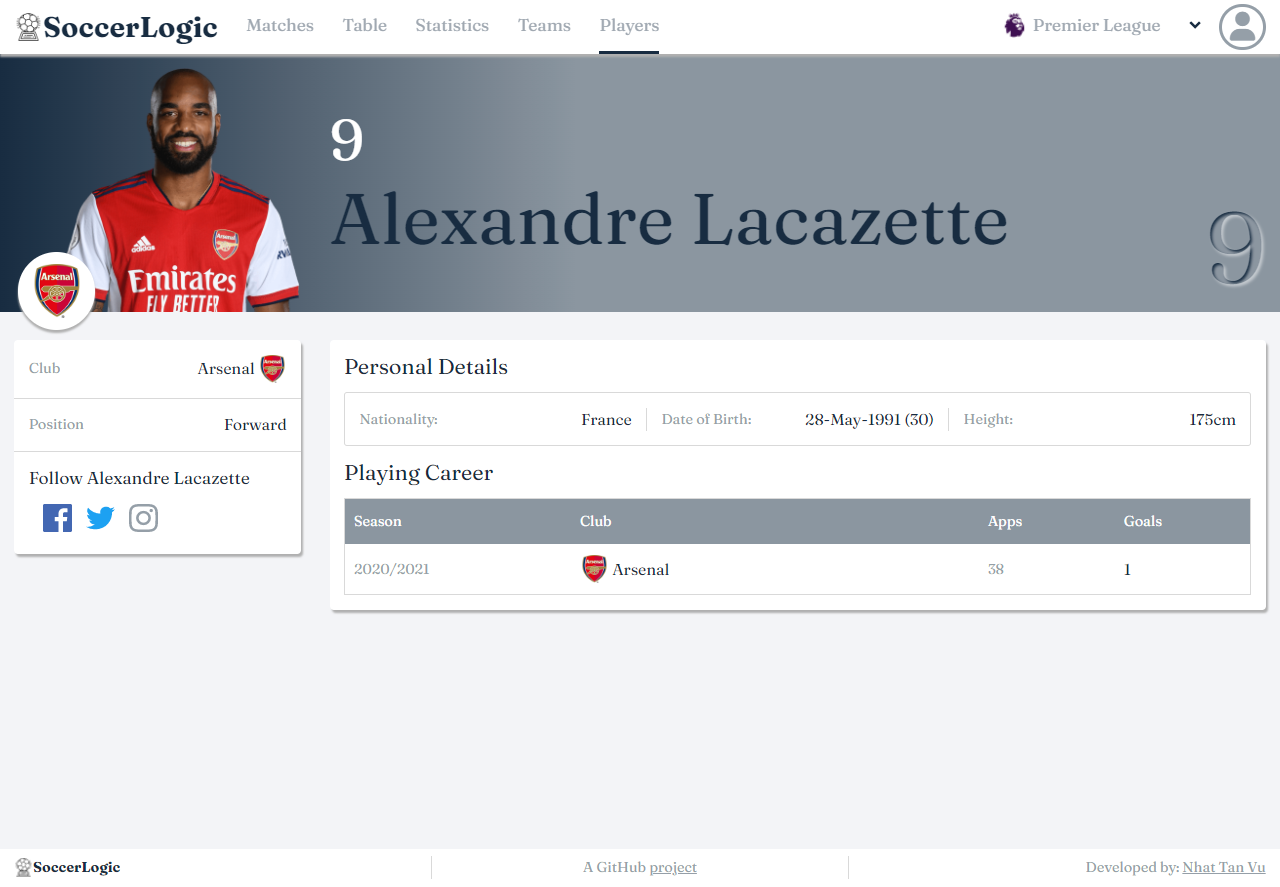 SoccerLogic Matches Table Statistics Teams Players Premier League
9
Alexandre Lacazette
9
adidas
Arsenal
Emirates
FLY BETTER
Arsenal
Club Arsenal
Position Forward
Follow Alexandre Lacazette
Personal Details
Nationality: France Date of Birth: 28-May-1991 (30) Height: 175cm
Playing Career
Season Club Apps Goals
2020/2021 Arsenal 38 1
SoccerLogic A GitHub project Developed by: Nhat Tan Vu